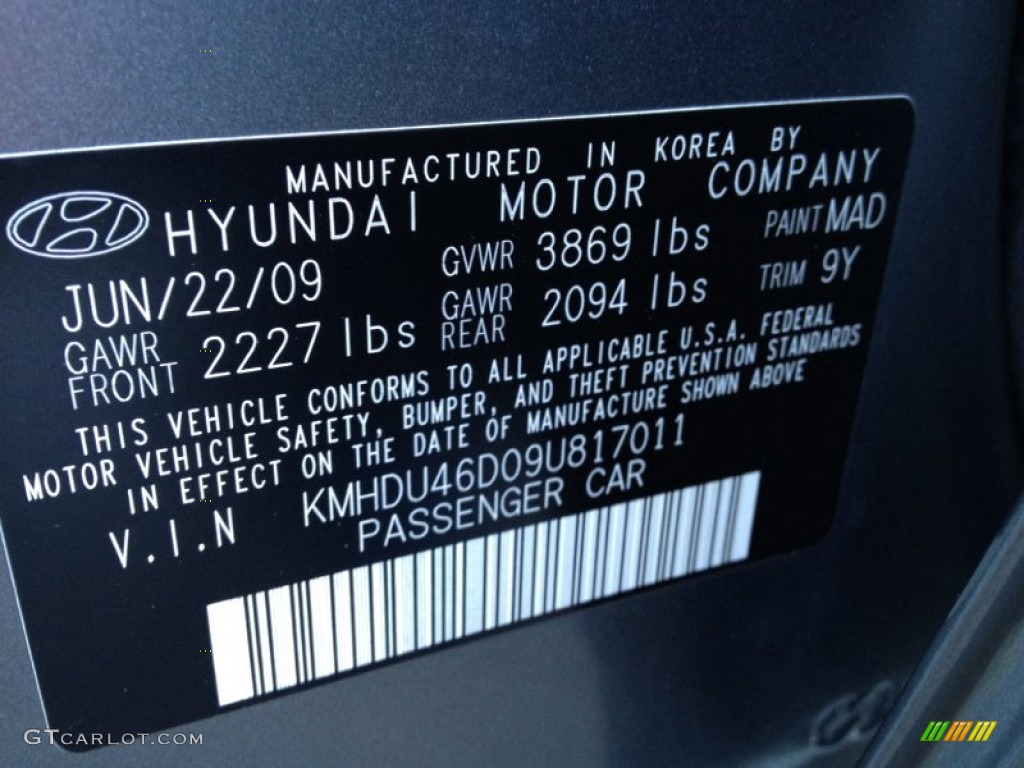 MANUFACTURED IN KOREA BY
HYUNDAI MOTOR COMPANY
JUN/22/09 GVWR 3869 lbs PAINT MAD
GAWR FRONT 2227 lbs GAWR REAR 2094 lbs TRIM 9Y
THIS VEHICLE CONFORMS TO ALL APPLICABLE U.S.A. FEDERAL
MOTOR VEHICLE SAFETY, BUMPER, AND THEFT PREVENTION STANDARDS
IN EFFECT ON THE DATE OF MANUFACTURE SHOWN ABOVE
V.I.N KMHDU46D09U817011
PASSENGER CAR
GTCARLOT.COM